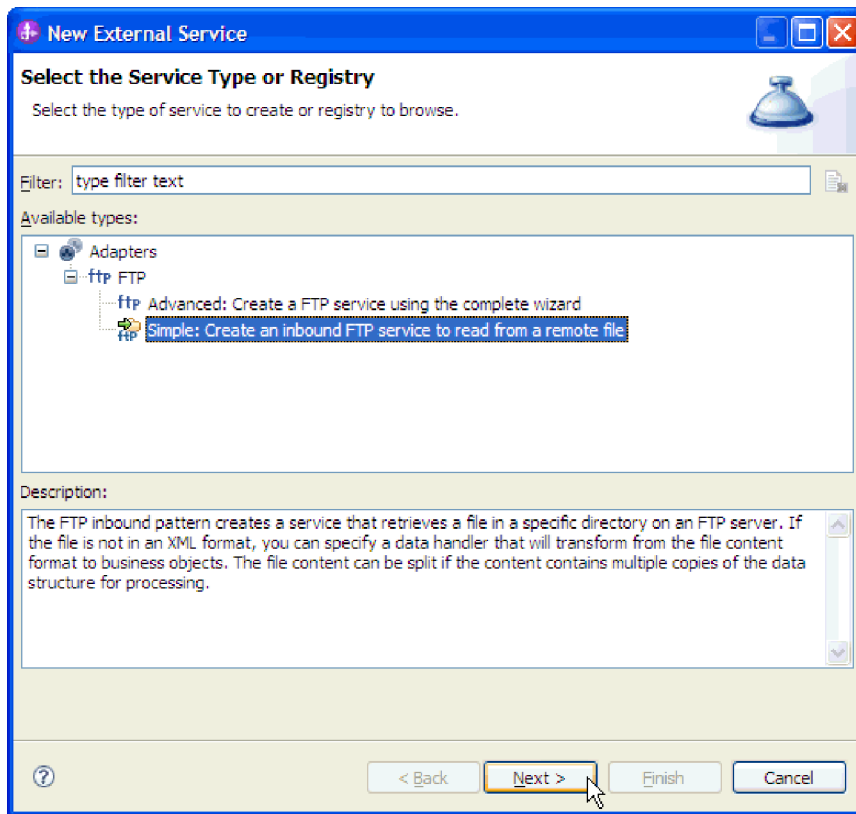 New External Service
Select the Service Type or Registry
Select the type of service to create or registry to browse.
Filter: type filter text
Available types:
Adapters
ftp FTP
ftp Advanced: Create a FTP service using the complete wizard
ftp Simple: Create an inbound FTP service to read from a remote file
Description:
The FTP inbound pattern creates a service that retrieves a file in a specific directory on an FTP server. If
the file is not in an XML format, you can specify a data handler that will transform from the file content
format to business objects. The file content can be split if the content contains multiple copies of the data
structure for processing.
? < Back Next > Finish Cancel